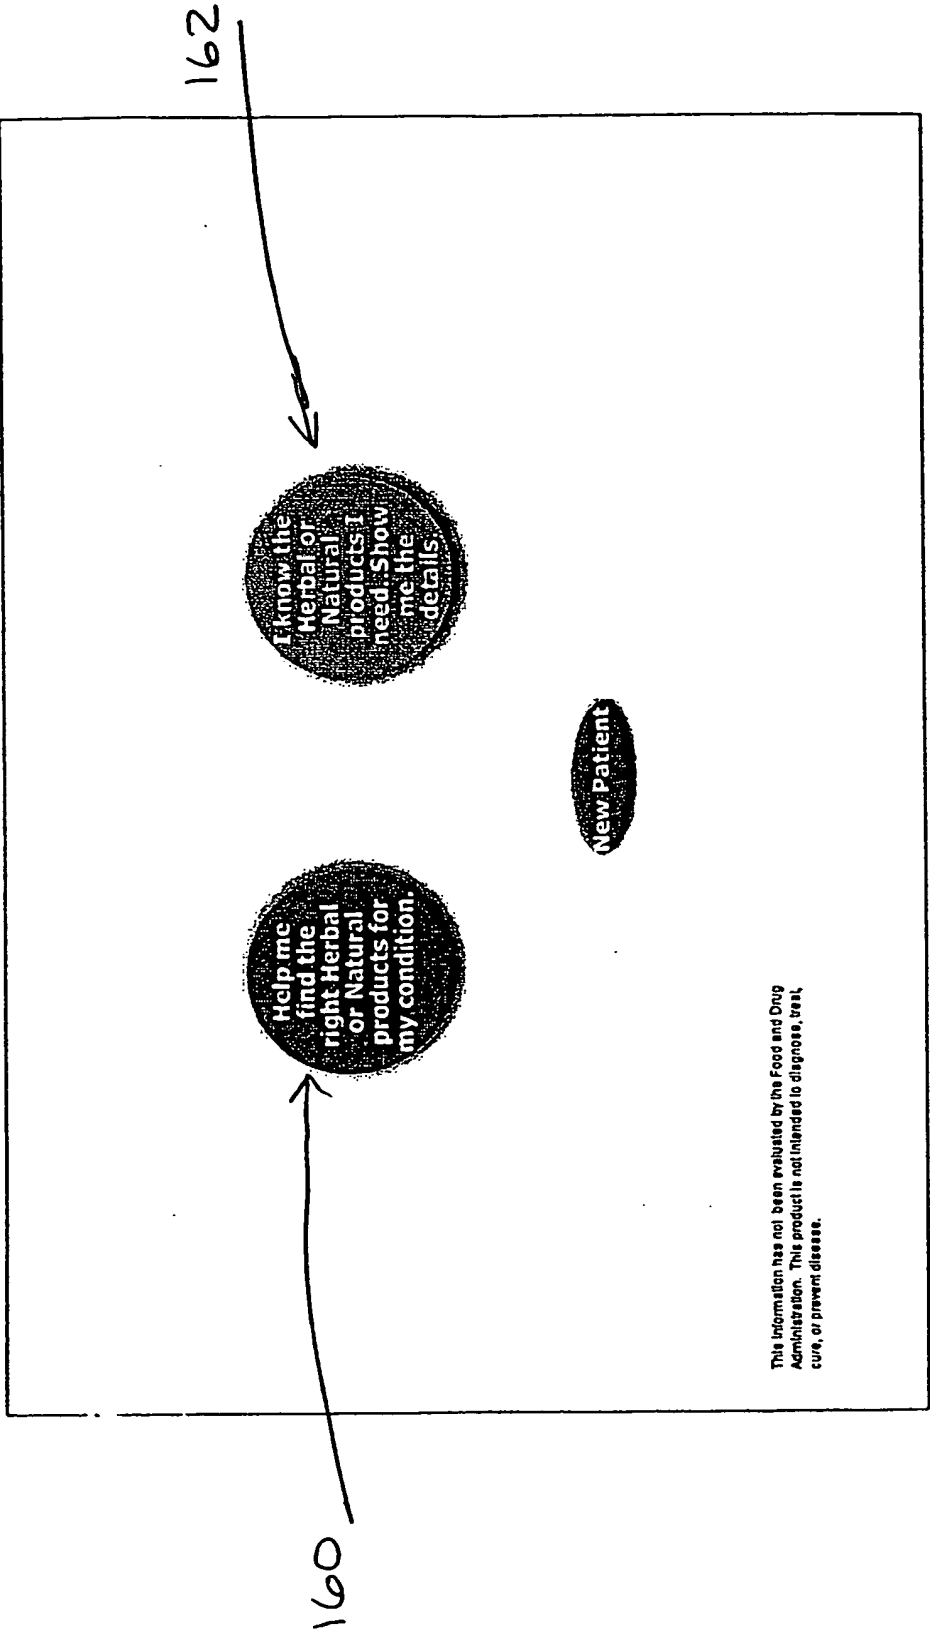 162
160
Help me
find the
right Herbal
or Natural
products for
my condition.
I know the
Herbal or
Natural
products I
need. Show
me the
details.
New Patient
This information has not been evaluated by the Food and Drug
Administration. This product is not intended to diagnose, treat,
cure, or prevent disease.